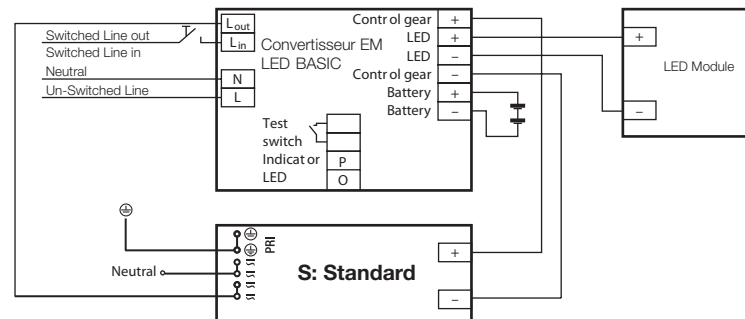 Switched Line out
Switched Line in
Neutral
Un-Switched Line
Lout
Lin
N
L
Convertisseur EM
LED BASIC
Control gear +
LED +
LED −
Control gear −
Battery +
Battery −
Test
switch
Indicator
LED
P
O
+
−
LED Module
Neutral
PRI
S: Standard
+
−